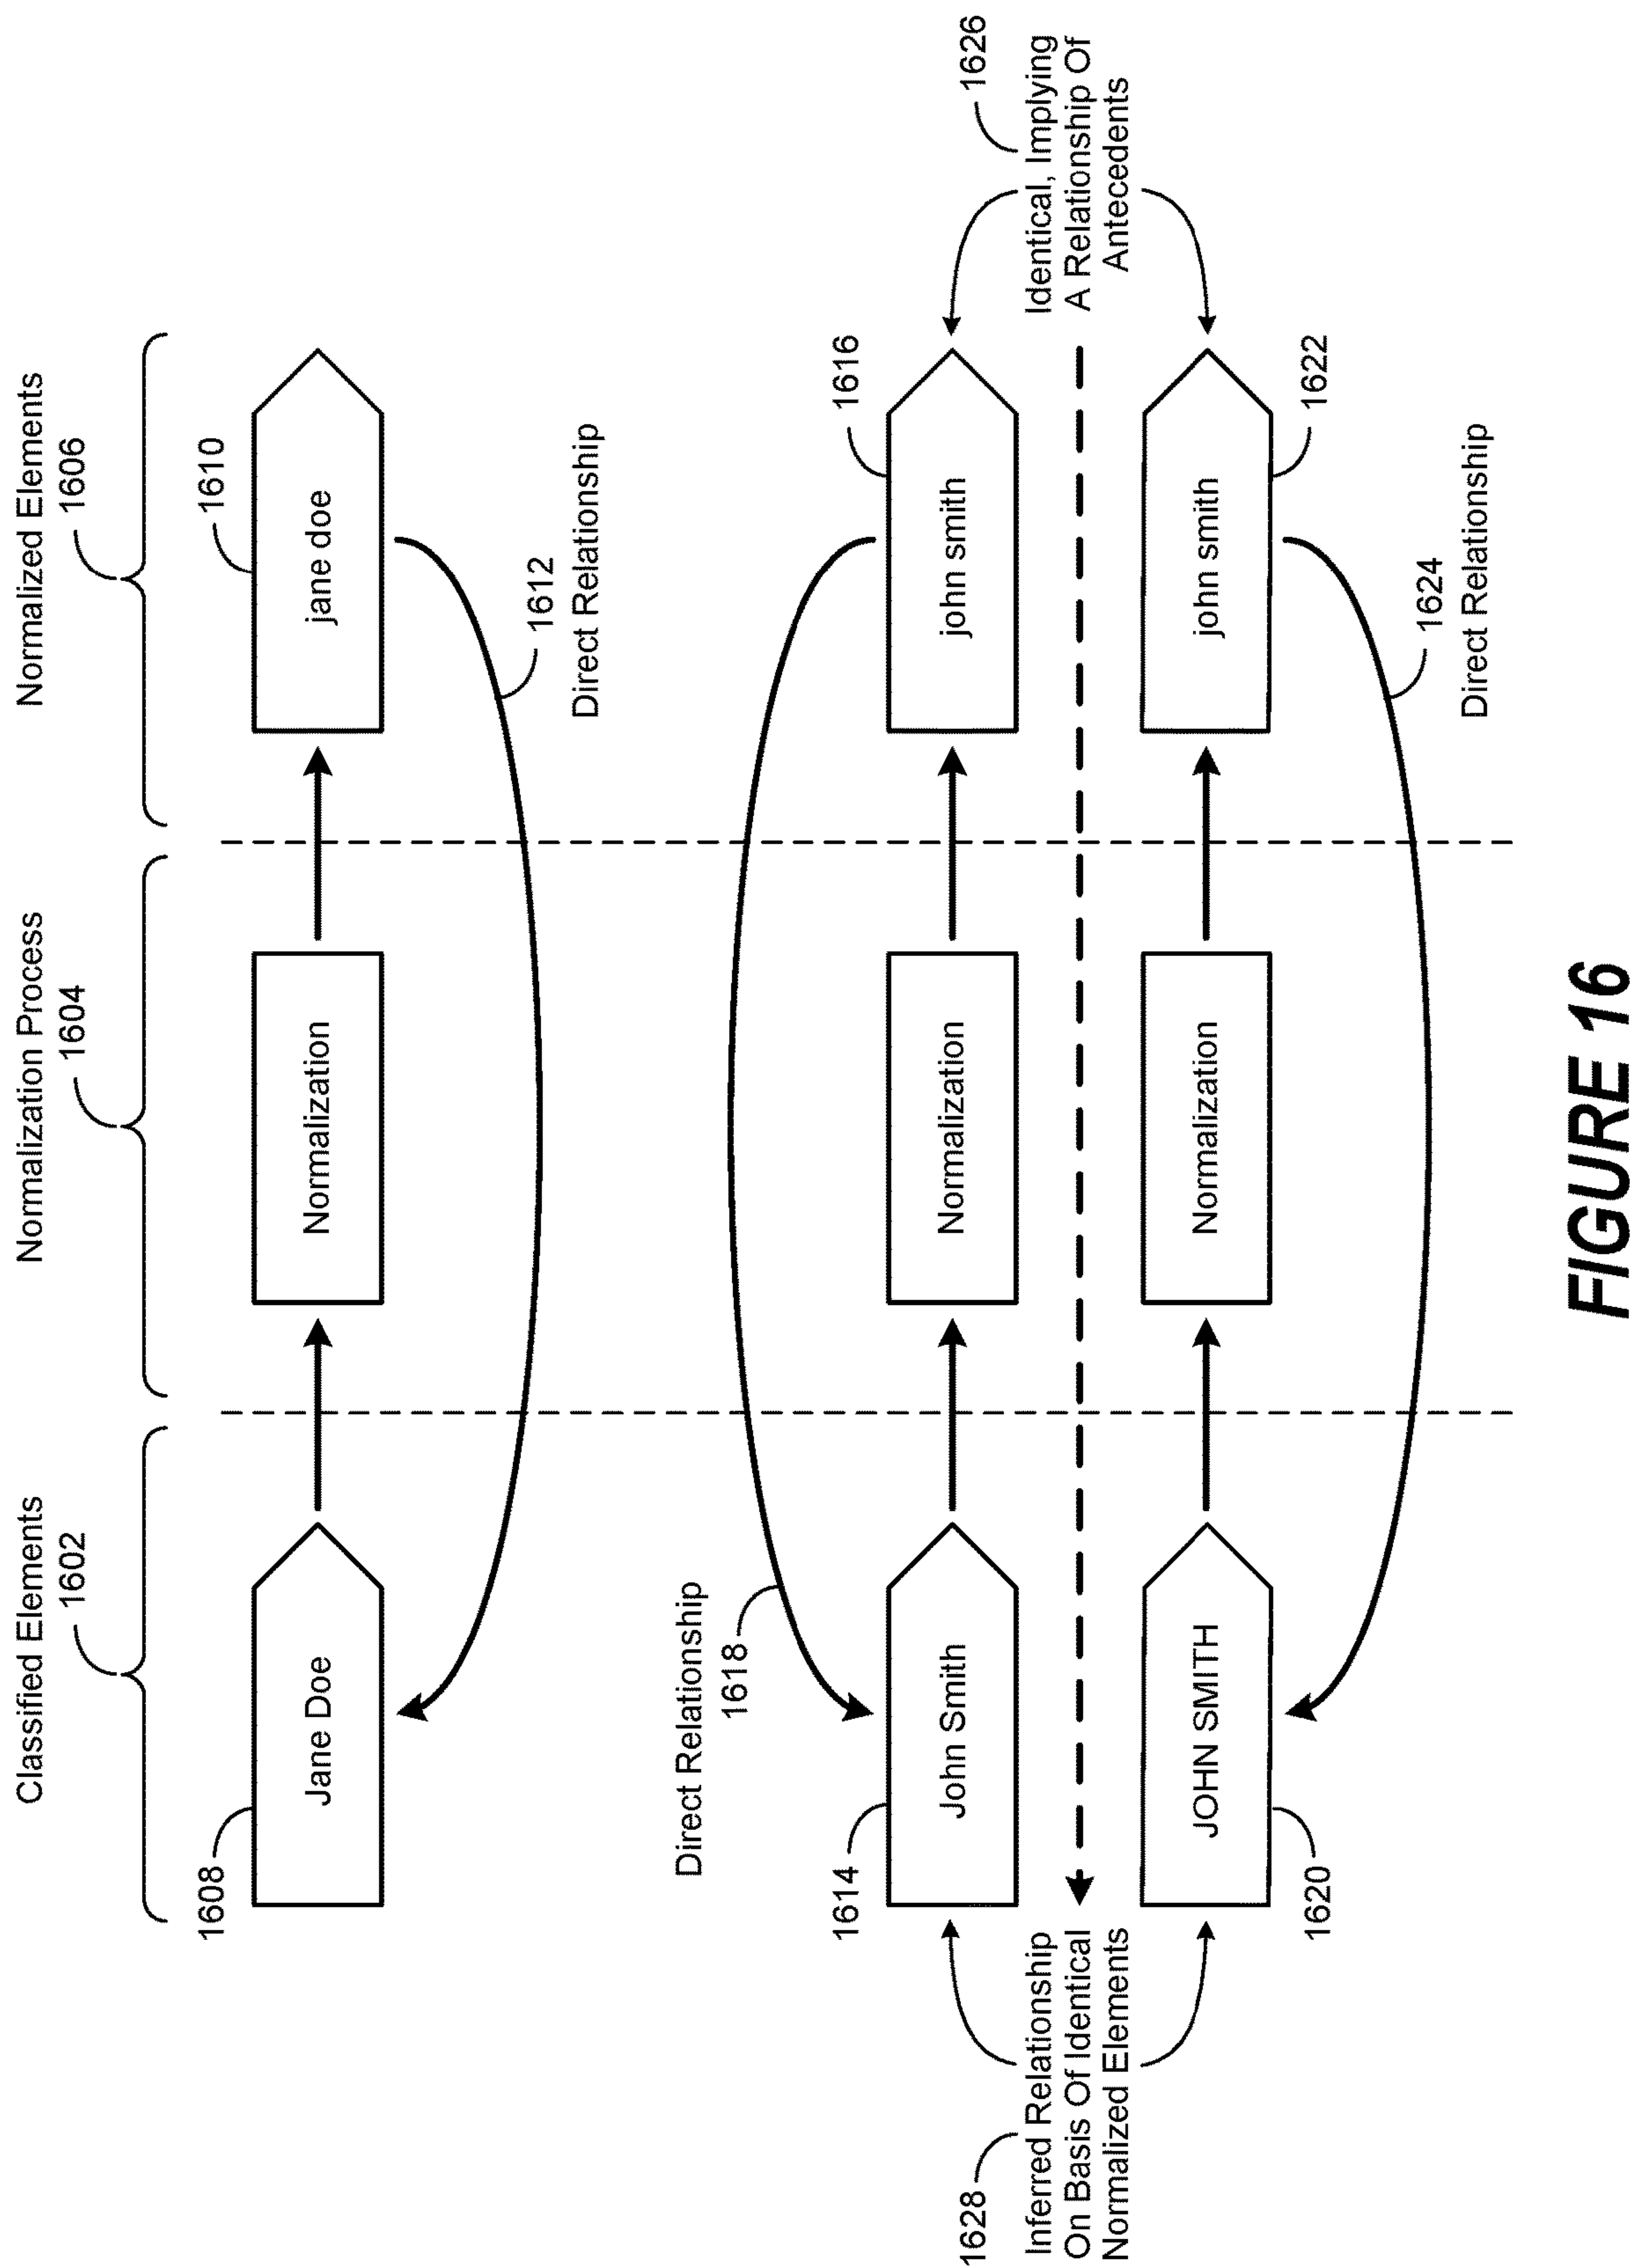 Classified Elements
1602
Normalization Process
1604
Normalized Elements
1606
1608
Jane Doe
Normalization
1610
jane doe
1612
Direct Relationship
Direct Relationship
1618
1614
John Smith
Normalization
1616
john smith
1628
Inferred Relationship
On Basis Of Identical
Normalized Elements
1626
Identical, Implying
A Relationship Of
Antecedents
1620
JOHN SMITH
Normalization
john smith
1622
1624
Direct Relationship
FIGURE 16